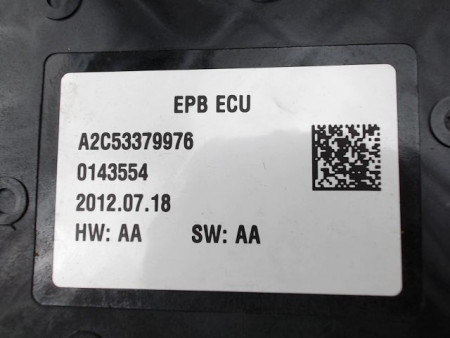 EPB ECU
A2C53379976
0143554
2012.07.18
HW: AA SW: AA